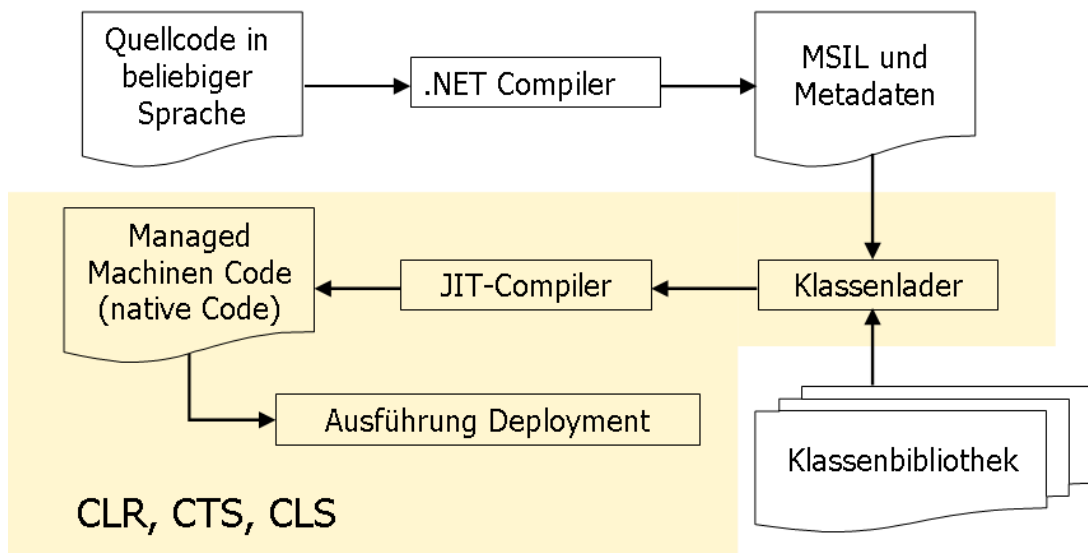 Quellcode in
beliebiger
Sprache
.NET Compiler
MSIL und
Metadaten
Managed
Machinen Code
(native Code)
JIT-Compiler
Klassenlader
Ausführung Deployment
Klassenbibliothek
CLR, CTS, CLS